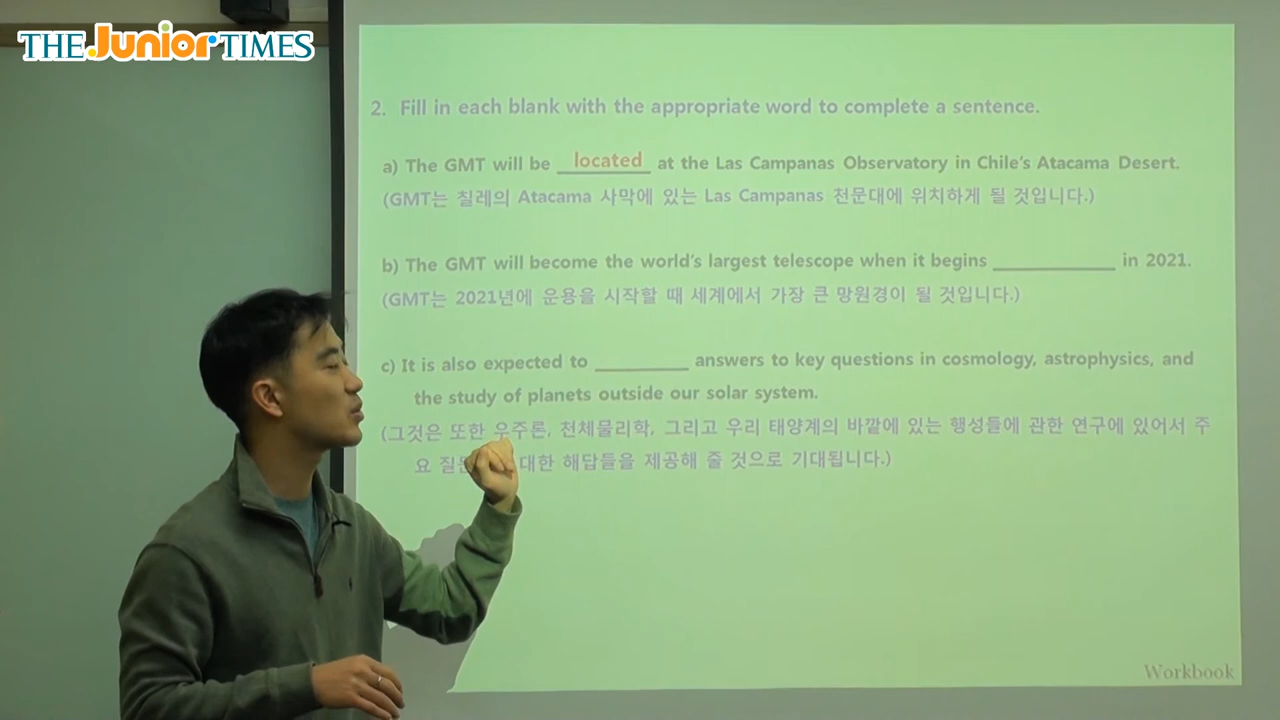 THE Junior TIMES
2. Fill in each blank with the appropriate word to complete a sentence.
a) The GMT will be located at the Las Campanas Observatory in Chile's Atacama Desert.
(GMT는 칠레의 Atacama 사막에 있는 Las Campanas 천문대에 위치하게 될 것입니다.)
b) The GMT will become the world's largest telescope when it begins ____________ in 2021.
(GMT는 2021년에 운용을 시작할 때 세계에서 가장 큰 망원경이 될 것입니다.)
c) It is also expected to _________ answers to key questions in cosmology, astrophysics, and
the study of planets outside our solar system.
(그것은 또한 우주론, 천체물리학, 그리고 우리 태양계의 바깥에 있는 행성들에 관한 연구에 있어서 주
요 대한 해답들을 제공해 줄 것으로 기대됩니다.)
Workbook